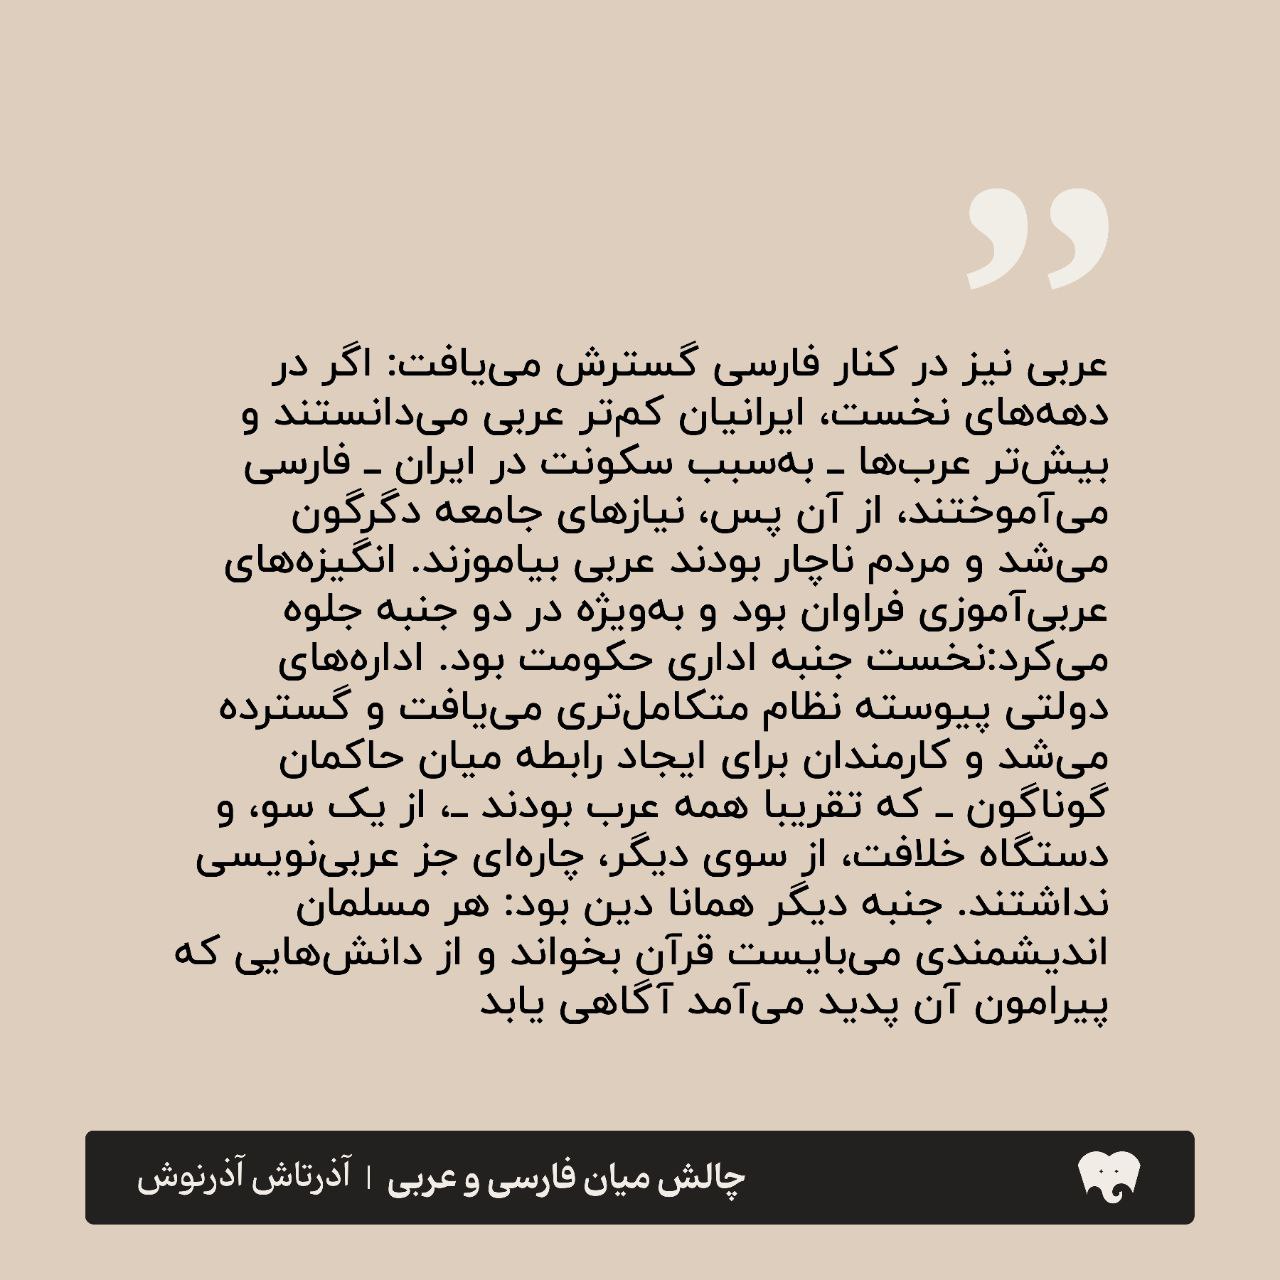 ”
عربی نیز در کنار فارسی گسترش می‌یافت: اگر در
دهه‌های نخست، ایرانیان کم‌تر عربی می‌دانستند و
بیش‌تر عرب‌ها ـ به‌سبب سکونت در ایران ـ فارسی
می‌آموختند، از آن پس، نیازهای جامعه دگرگون
می‌شد و مردم ناچار بودند عربی بیاموزند. انگیزه‌های
عربی‌آموزی فراوان بود و به‌ویژه در دو جنبه جلوه
می‌کرد:نخست جنبه اداری حکومت بود. اداره‌های
دولتی پیوسته نظام متکامل‌تری می‌یافت و گسترده
می‌شد و کارمندان برای ایجاد رابطه میان حاکمان
گوناگون ـ که تقریبا همه عرب بودند ـ، از یک سو، و
دستگاه خلافت، از سوی دیگر، چاره‌ای جز عربی‌نویسی
نداشتند. جنبه دیگر همانا دین بود: هر مسلمان
اندیشمندی می‌بایست قرآن بخواند و از دانش‌هایی که
پیرامون آن پدید می‌آمد آگاهی یابد
چالش میان فارسی و عربی | آذرتاش آذرنوش